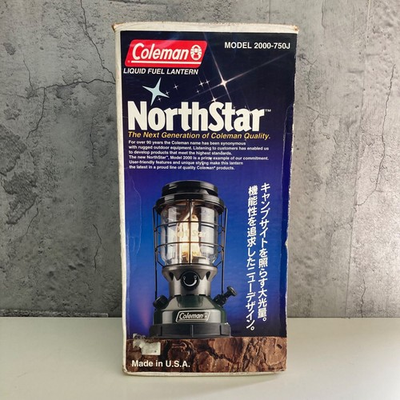 Coleman
MODEL 2000-750J
LIQUID FUEL LANTERN
NorthStar™
The Next Generation of Coleman Quality.
For over 90 years the Coleman name has been synonymous
with rugged outdoor equipment. Listening to customers has enabled us
to develop products that meet the highest standards.
The new NorthStar™, Model 2000 is a prime example of our commitment.
User-friendly features and unique styling make this lantern
the latest in a proud line of quality Coleman® products.
キャンプサイトを照らす大光量。
機能性を追求したニューデザイン。
Coleman
Made in U.S.A.